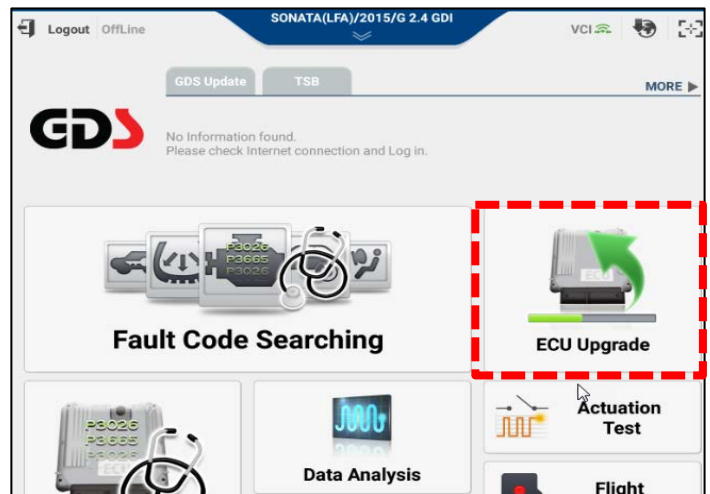 Logout OffLine
SONATA(LFA)/2015/G 2.4 GDI
VCI
GDS Update
TSB
MORE
GDS
No Information found.
Please check Internet connection and Log in.
P3026
P3665
P3026
Fault Code Searching
ECU
ECU Upgrade
P3026
P3665
P3026
ECU
Data Analysis
Actuation
Test
Flight